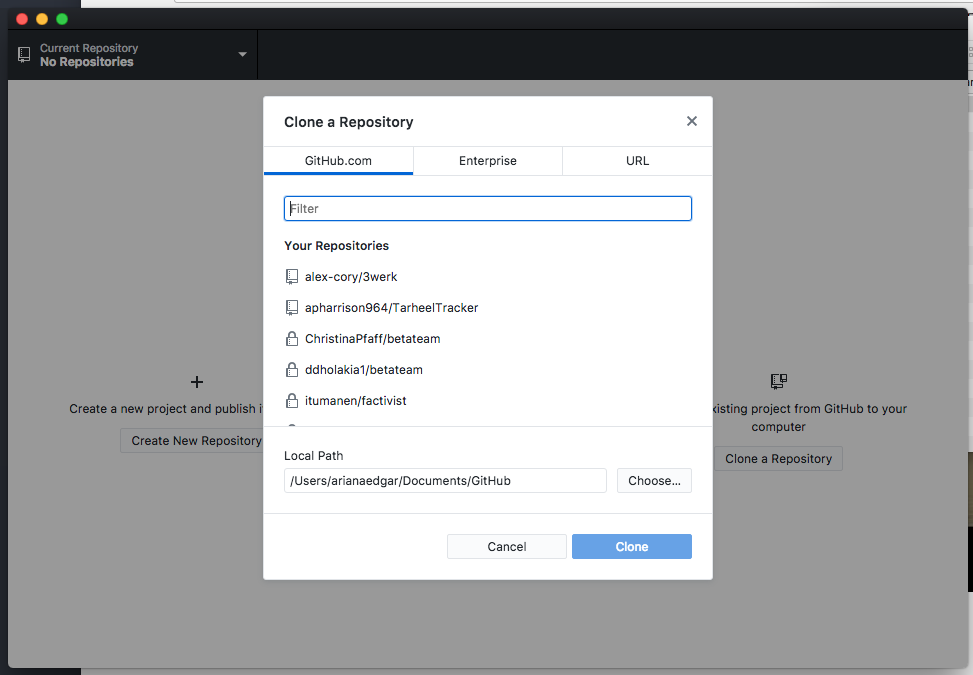 Current Repository
No Repositories
Clone a Repository
GitHub.com
Enterprise
URL
Filter
Your Repositories
alex-cory/3werk
apharrison964/TarheelTracker
ChristinaPfaff/betateam
ddholakia1/betateam
itumanen/factivist
Create a new project and publish
Create New Repository
project from GitHub to your
computer
Clone a Repository
Local Path
/Users/arianaedgar/Documents/GitHub
Choose...
Cancel
Clone